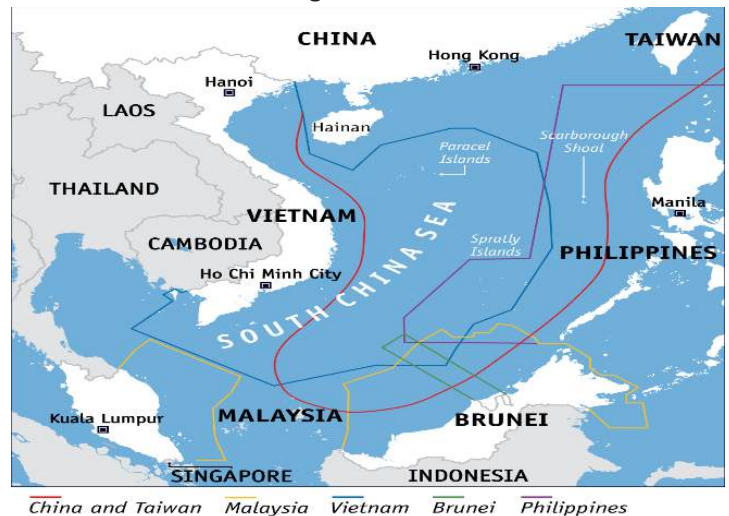 CHINA
TAIWAN
Hong Kong
Hanoi
LAOS
Hainan
Scarborough
Shoal
Paracel
Islands
THAILAND
Manila
VIETNAM
CAMBODIA
Spratly
Islands
PHILIPPINES
Ho Chi Minh City
SOUTH CHINA SEA
Kuala Lumpur
MALAYSIA
BRUNEI
SINGAPORE
INDONESIA
China and Taiwan Malaysia Vietnam Brunei Philippines